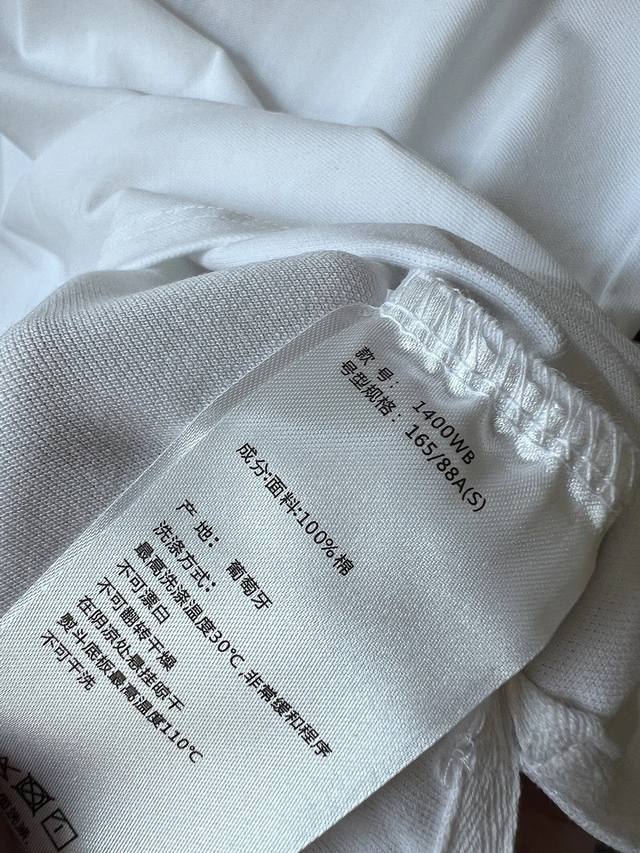 款 号： 1400WB
号型规格：165/88A(S)
成分:面料:100%棉
产 地： 葡萄牙
洗涤方式：
最高洗涤温度30℃,非常缓和程序
不可漂白
不可翻转干燥
在阴凉处悬挂晾干
熨斗底板最高温度110℃
不可干洗